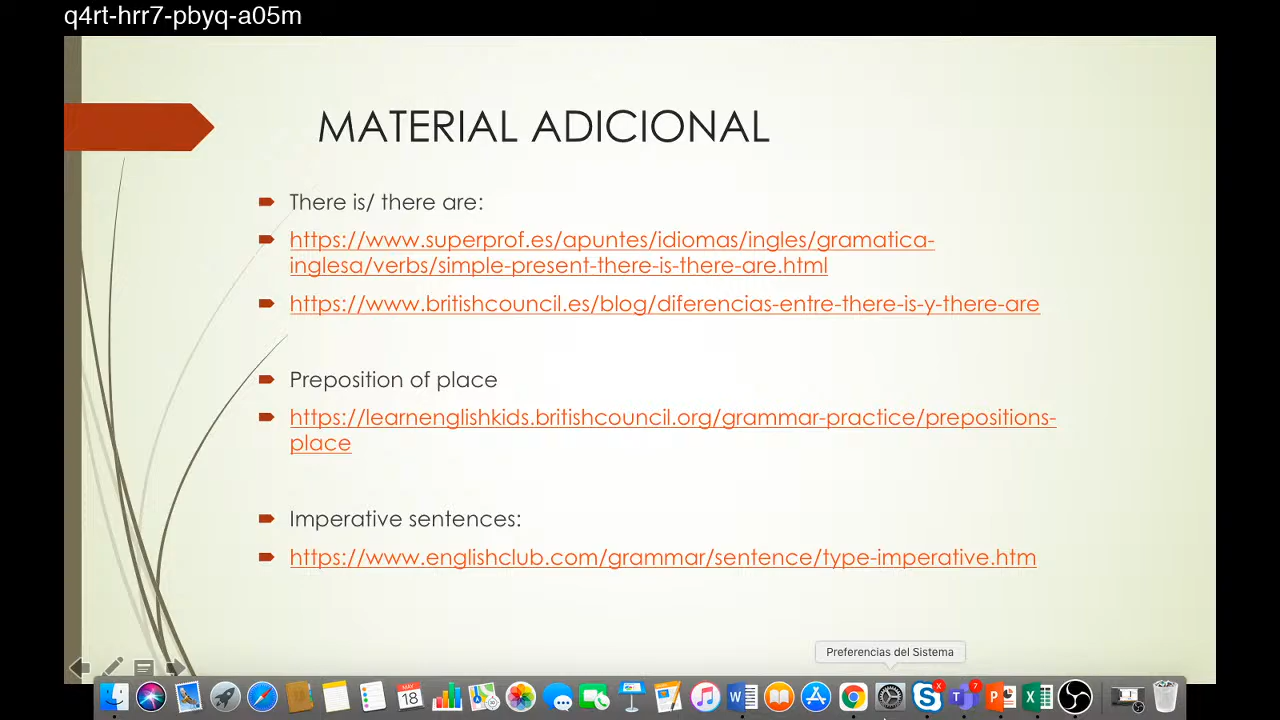 q4rt-hrr7-pbyq-a05m
MATERIAL ADICIONAL
There is/ there are:
https://www.superprof.es/apuntes/idiomas/ingles/gramatica-
inglesa/verbs/simple-present-there-is-there-are.html
https://www.britishcouncil.es/blog/diferencias-entre-there-is-y-there-are
Preposition of place
https://learnenglishkids.britishcouncil.org/grammar-practice/prepositions-
place
Imperative sentences:
https://www.englishclub.com/grammar/sentence/type-imperative.htm
Preferencias del Sistema
MAY
18
7